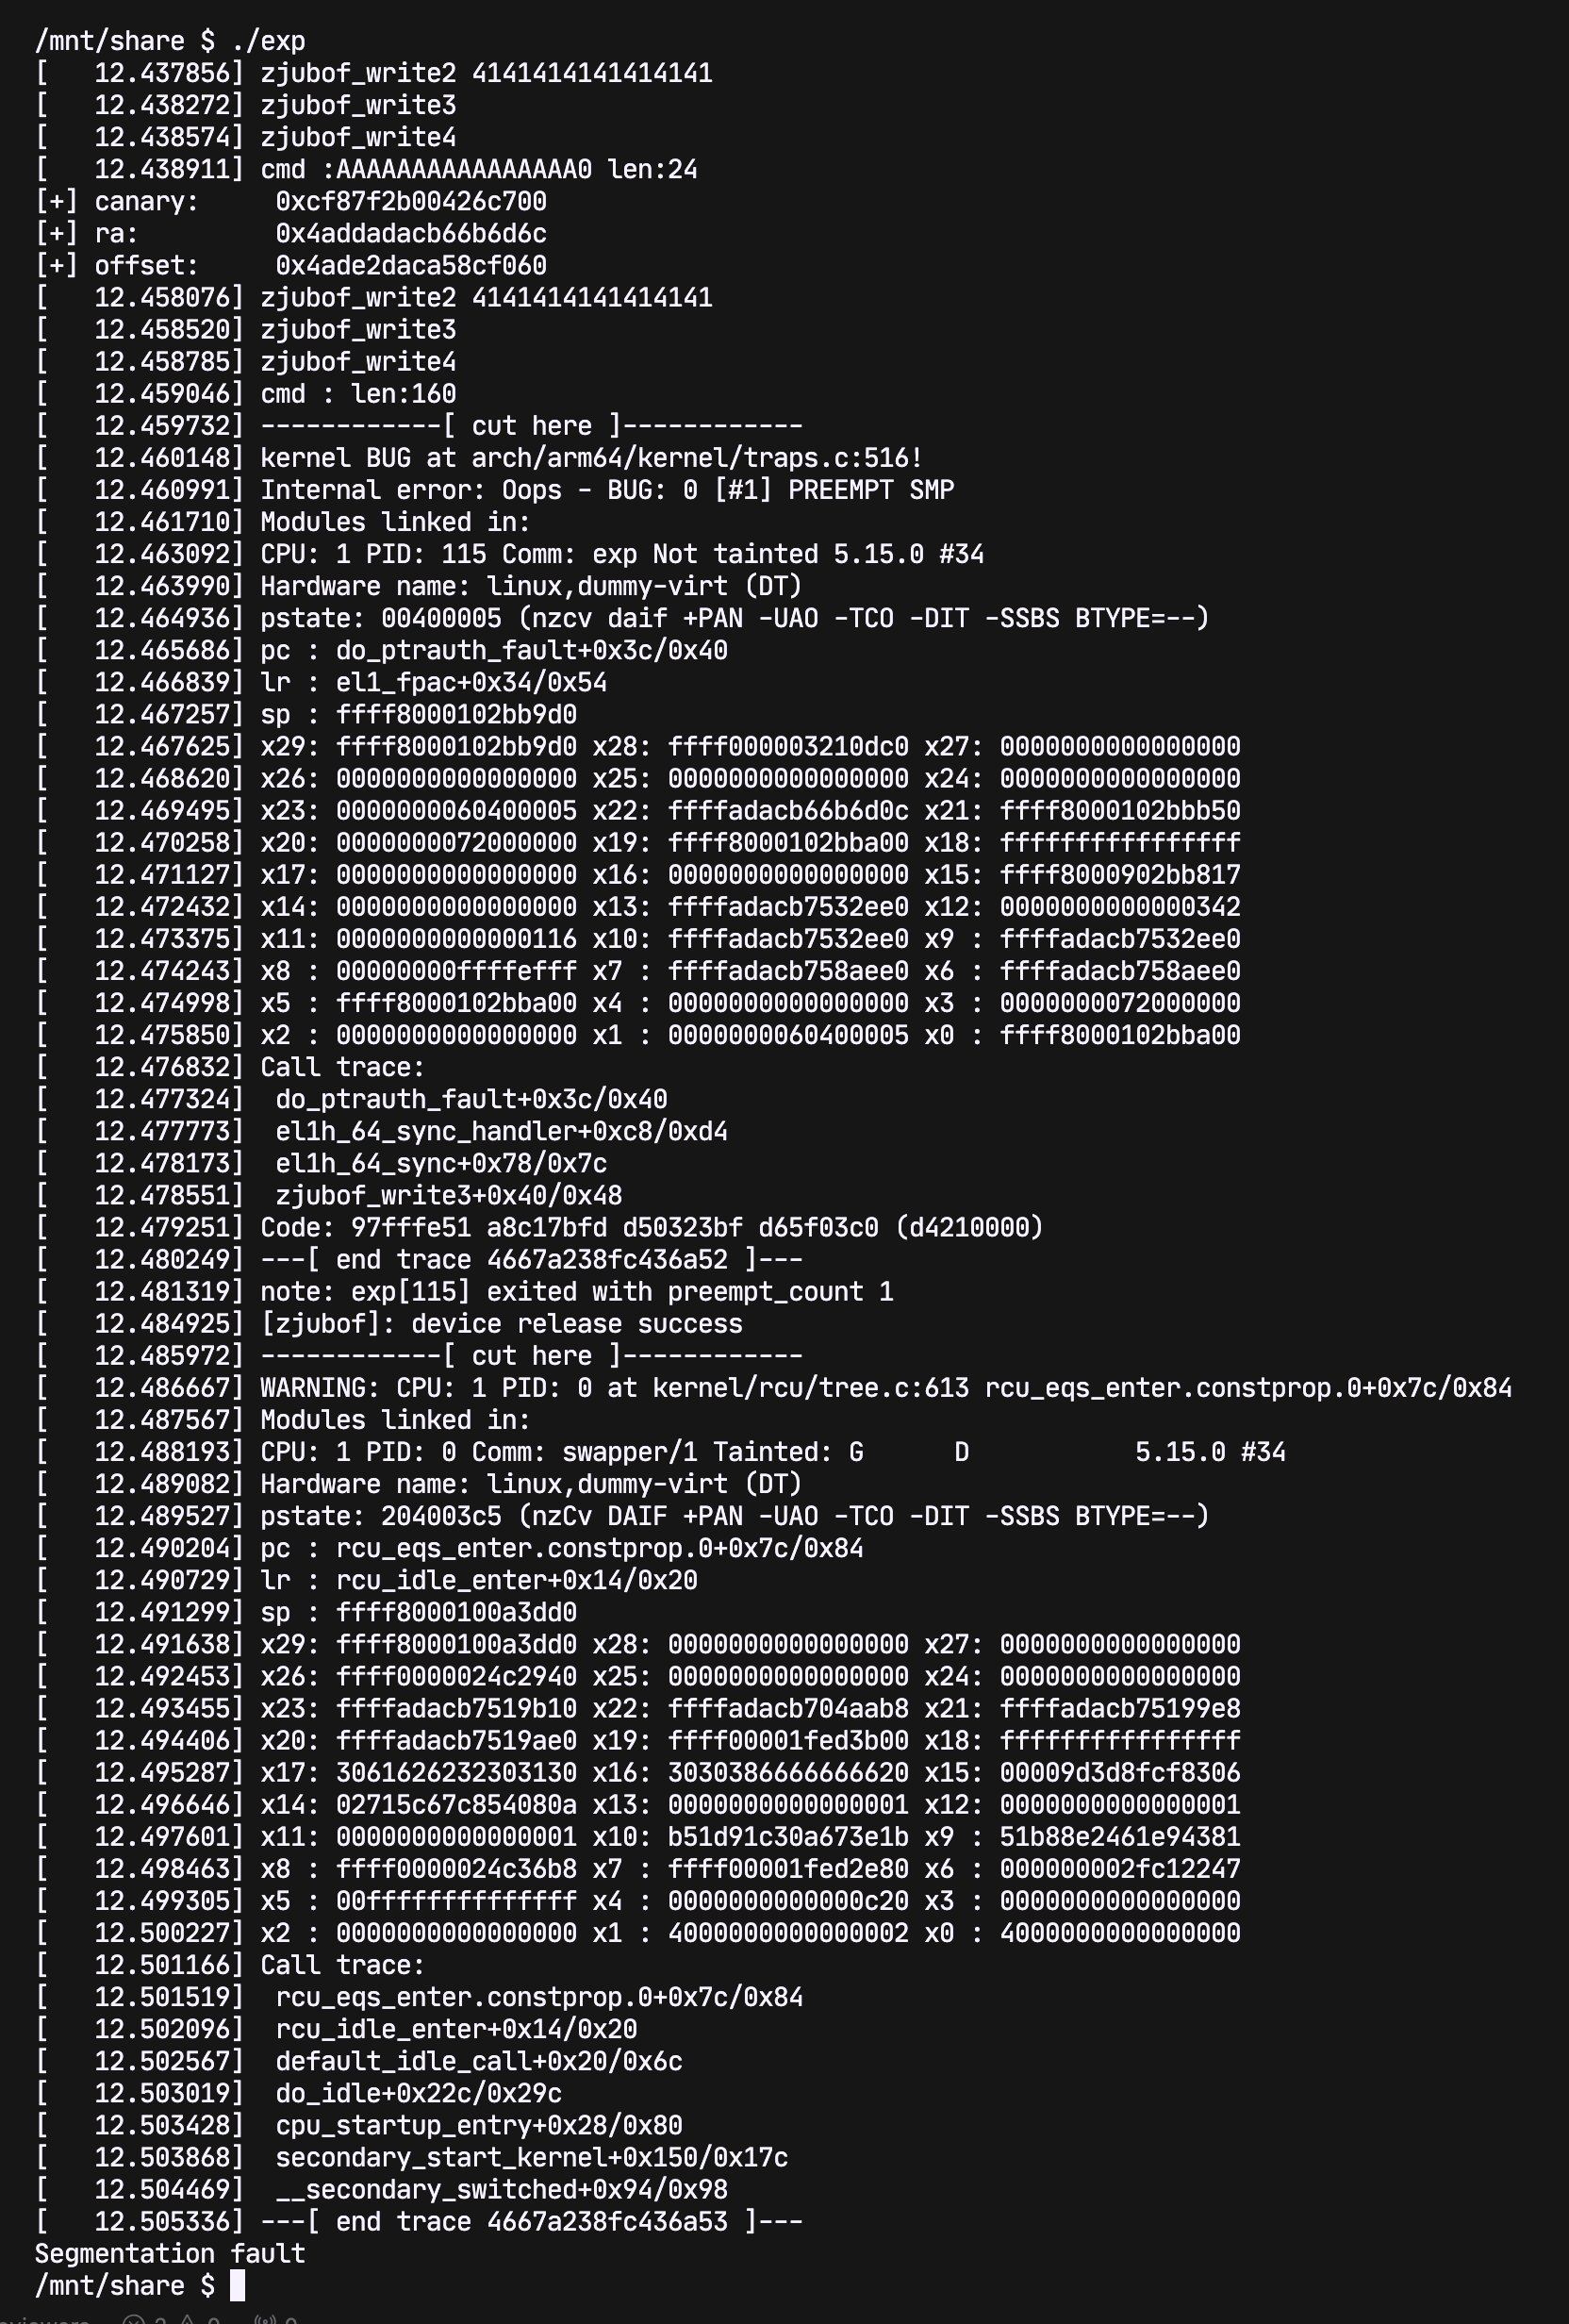 /mnt/share $ ./exp
[   12.437856] zjubof_write2 4141414141414141
[   12.438272] zjubof_write3
[   12.438574] zjubof_write4
[   12.438911] cmd :AAAAAAAAAAAAAAAA0 len:24
[+] canary:     0xcf87f2b00426c700
[+] ra:         0x4addadacb66b6d6c
[+] offset:     0x4ade2daca58cf060
[   12.458076] zjubof_write2 4141414141414141
[   12.458520] zjubof_write3
[   12.458785] zjubof_write4
[   12.459046] cmd : len:160
[   12.459732] ------------[ cut here ]------------
[   12.460148] kernel BUG at arch/arm64/kernel/traps.c:516!
[   12.460991] Internal error: Oops - BUG: 0 [#1] PREEMPT SMP
[   12.461710] Modules linked in:
[   12.463092] CPU: 1 PID: 115 Comm: exp Not tainted 5.15.0 #34
[   12.463990] Hardware name: linux,dummy-virt (DT)
[   12.464936] pstate: 00400005 (nzcv daif +PAN -UAO -TCO -DIT -SSBS BTYPE=--)
[   12.465686] pc : do_ptrauth_fault+0x3c/0x40
[   12.466839] lr : el1_fpac+0x34/0x54
[   12.467257] sp : ffff8000102bb9d0
[   12.467625] x29: ffff8000102bb9d0 x28: ffff000003210dc0 x27: 0000000000000000
[   12.468620] x26: 0000000000000000 x25: 0000000000000000 x24: 0000000000000000
[   12.469495] x23: 0000000060400005 x22: ffffadacb66b6d0c x21: ffff8000102bbb50
[   12.470258] x20: 0000000072000000 x19: ffff8000102bba00 x18: ffffffffffffffff
[   12.471127] x17: 0000000000000000 x16: 0000000000000000 x15: ffff8000902bb817
[   12.472432] x14: 0000000000000000 x13: ffffadacb7532ee0 x12: 0000000000000342
[   12.473375] x11: 0000000000000116 x10: ffffadacb7532ee0 x9 : ffffadacb7532ee0
[   12.474243] x8 : 00000000ffffefff x7 : ffffadacb758aee0 x6 : ffffadacb758aee0
[   12.474998] x5 : ffff8000102bba00 x4 : 0000000000000000 x3 : 0000000072000000
[   12.475850] x2 : 0000000000000000 x1 : 0000000060400005 x0 : ffff8000102bba00
[   12.476832] Call trace:
[   12.477324]  do_ptrauth_fault+0x3c/0x40
[   12.477773]  el1h_64_sync_handler+0xc8/0xd4
[   12.478173]  el1h_64_sync+0x78/0x7c
[   12.478551]  zjubof_write3+0x40/0x48
[   12.479251] Code: 97fffe51 a8c17bfd d50323bf d65f03c0 (d4210000)
[   12.480249] ---[ end trace 4667a238fc436a52 ]---
[   12.481319] note: exp[115] exited with preempt_count 1
[   12.484925] [zjubof]: device release success
[   12.485972] ------------[ cut here ]------------
[   12.486667] WARNING: CPU: 1 PID: 0 at kernel/rcu/tree.c:613 rcu_eqs_enter.constprop.0+0x7c/0x84
[   12.487567] Modules linked in:
[   12.488193] CPU: 1 PID: 0 Comm: swapper/1 Tainted: G      D           5.15.0 #34
[   12.489082] Hardware name: linux,dummy-virt (DT)
[   12.489527] pstate: 204003c5 (nzCv DAIF +PAN -UAO -TCO -DIT -SSBS BTYPE=--)
[   12.490204] pc : rcu_eqs_enter.constprop.0+0x7c/0x84
[   12.490729] lr : rcu_idle_enter+0x14/0x20
[   12.491299] sp : ffff8000100a3dd0
[   12.491638] x29: ffff8000100a3dd0 x28: 0000000000000000 x27: 0000000000000000
[   12.492453] x26: ffff0000024c2940 x25: 0000000000000000 x24: 0000000000000000
[   12.493455] x23: ffffadacb7519b10 x22: ffffadacb704aab8 x21: ffffadacb75199e8
[   12.494406] x20: ffffadacb7519ae0 x19: ffff00001fed3b00 x18: ffffffffffffffff
[   12.495287] x17: 3061626232303130 x16: 3030386666666620 x15: 00009d3d8fcf8306
[   12.496646] x14: 02715c67c854080a x13: 0000000000000001 x12: 0000000000000001
[   12.497601] x11: 0000000000000001 x10: b51d91c30a673e1b x9 : 51b88e2461e94381
[   12.498463] x8 : ffff0000024c36b8 x7 : ffff00001fed2e80 x6 : 000000002fc12247
[   12.499305] x5 : 00ffffffffffffff x4 : 0000000000000c20 x3 : 0000000000000000
[   12.500227] x2 : 0000000000000000 x1 : 4000000000000002 x0 : 4000000000000000
[   12.501166] Call trace:
[   12.501519]  rcu_eqs_enter.constprop.0+0x7c/0x84
[   12.502096]  rcu_idle_enter+0x14/0x20
[   12.502567]  default_idle_call+0x20/0x6c
[   12.503019]  do_idle+0x22c/0x29c
[   12.503428]  cpu_startup_entry+0x28/0x80
[   12.503868]  secondary_start_kernel+0x150/0x17c
[   12.504469]  __secondary_switched+0x94/0x98
[   12.505336] ---[ end trace 4667a238fc436a53 ]---
Segmentation fault
/mnt/share $